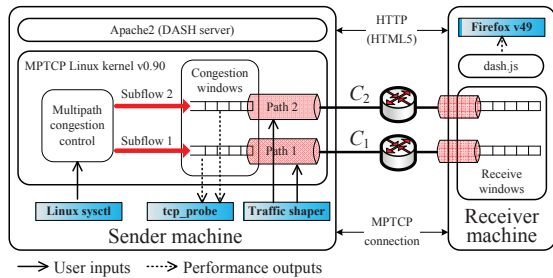 Apache2 (DASH server)
MPTCP Linux kernel v0.90
Congestion
windows
Multipath
congestion
control
Subflow 2
Subflow 1
Path 2
Path 1
Linux sysctl
tcp_probe
Traffic shaper
Sender machine
HTTP
(HTML5)
C2
C1
MPTCP
connection
Firefox v49
dash.js
Receive
windows
Receiver
machine
User inputs
Performance outputs